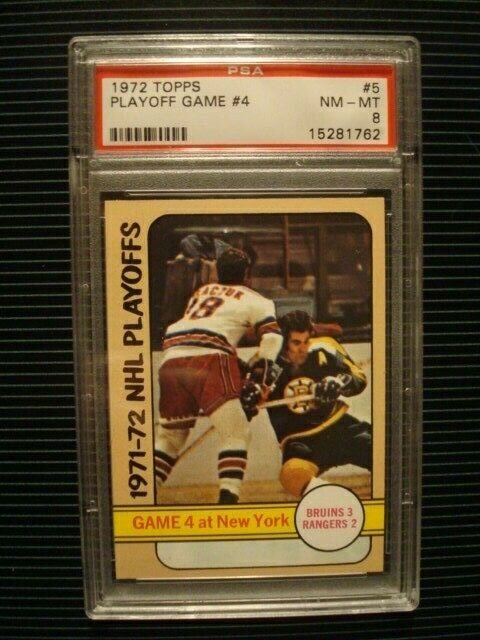 PSA
1972 TOPPS #5
PLAYOFF GAME #4 NM - MT
8
15281762
1971-72 NHL PLAYOFFS
18
A
B
GAME 4 at New York
BRUINS 3
RANGERS 2